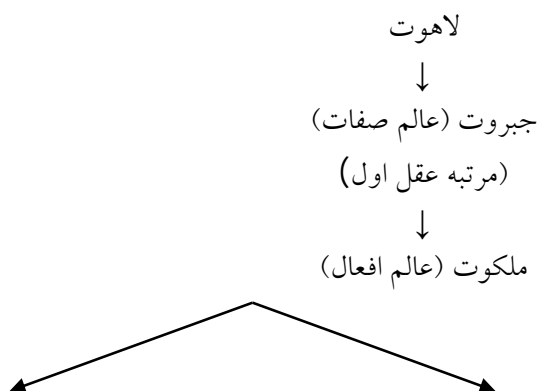 لاهوت
↓
جبروت (عالم صفات)
(مرتبه عقل اول)
↓
ملکوت (عالم افعال)